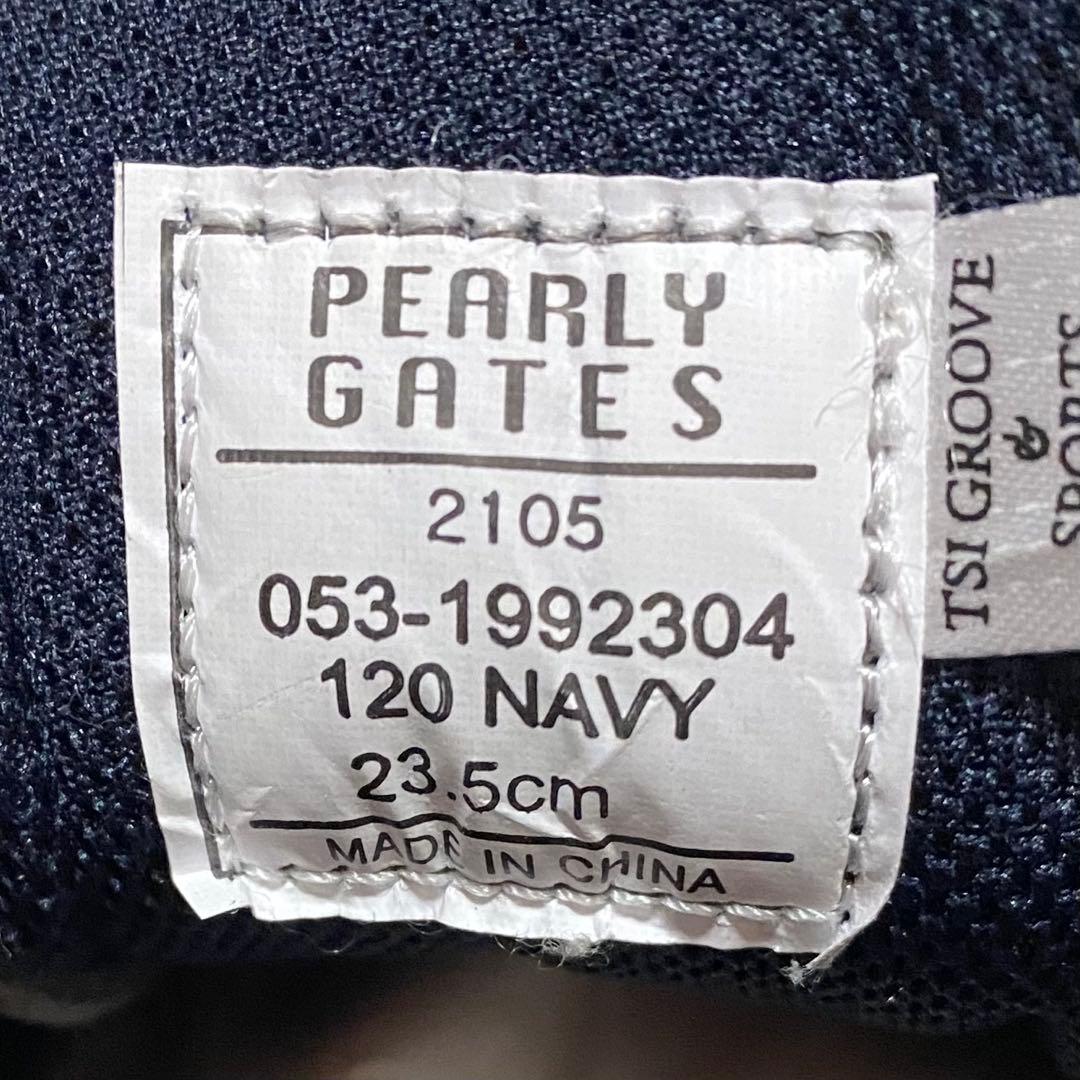 PEARLY
GATES
2105
053-1992304
120 NAVY
23.5cm
MADE IN CHINA
TSI GROOVE
&
SPORTS